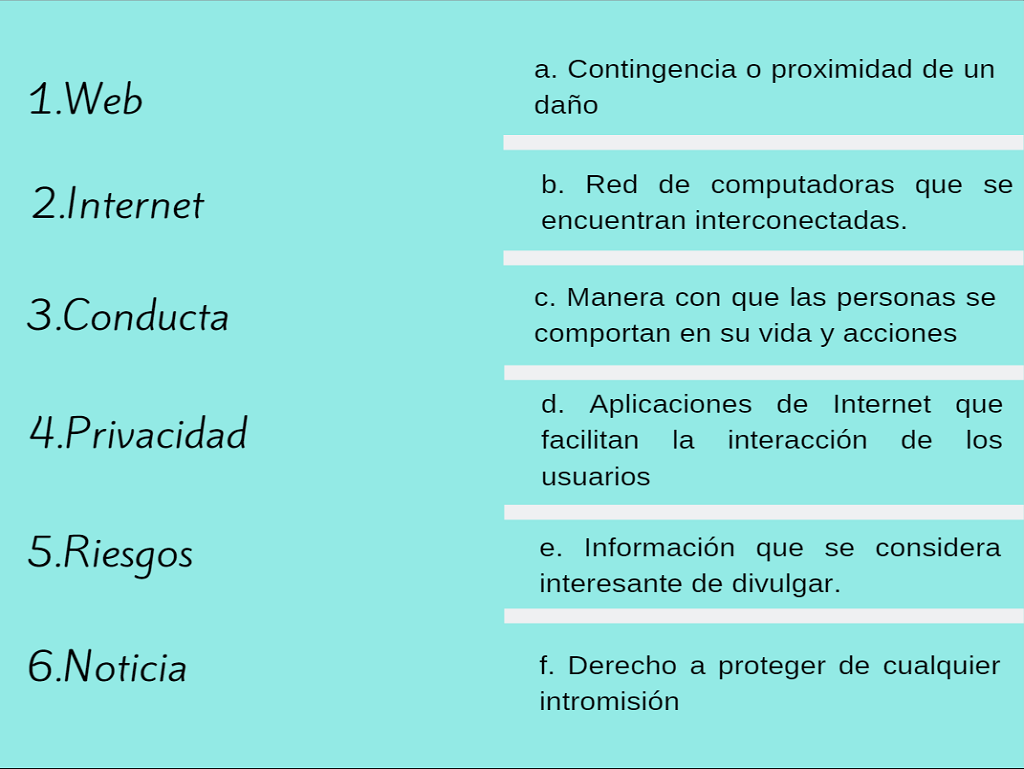 1.Web
2.Internet
3.Conducta
4.Privacidad
5.Riesgos
6.Noticia
a. Contingencia o proximidad de un
daño
b. Red de computadoras que se
encuentran interconectadas.
c. Manera con que las personas se
comportan en su vida y acciones
d. Aplicaciones de Internet que
facilitan la interacción de los
usuarios
e. Información que se considera
interesante de divulgar.
f. Derecho a proteger de cualquier
intromisión